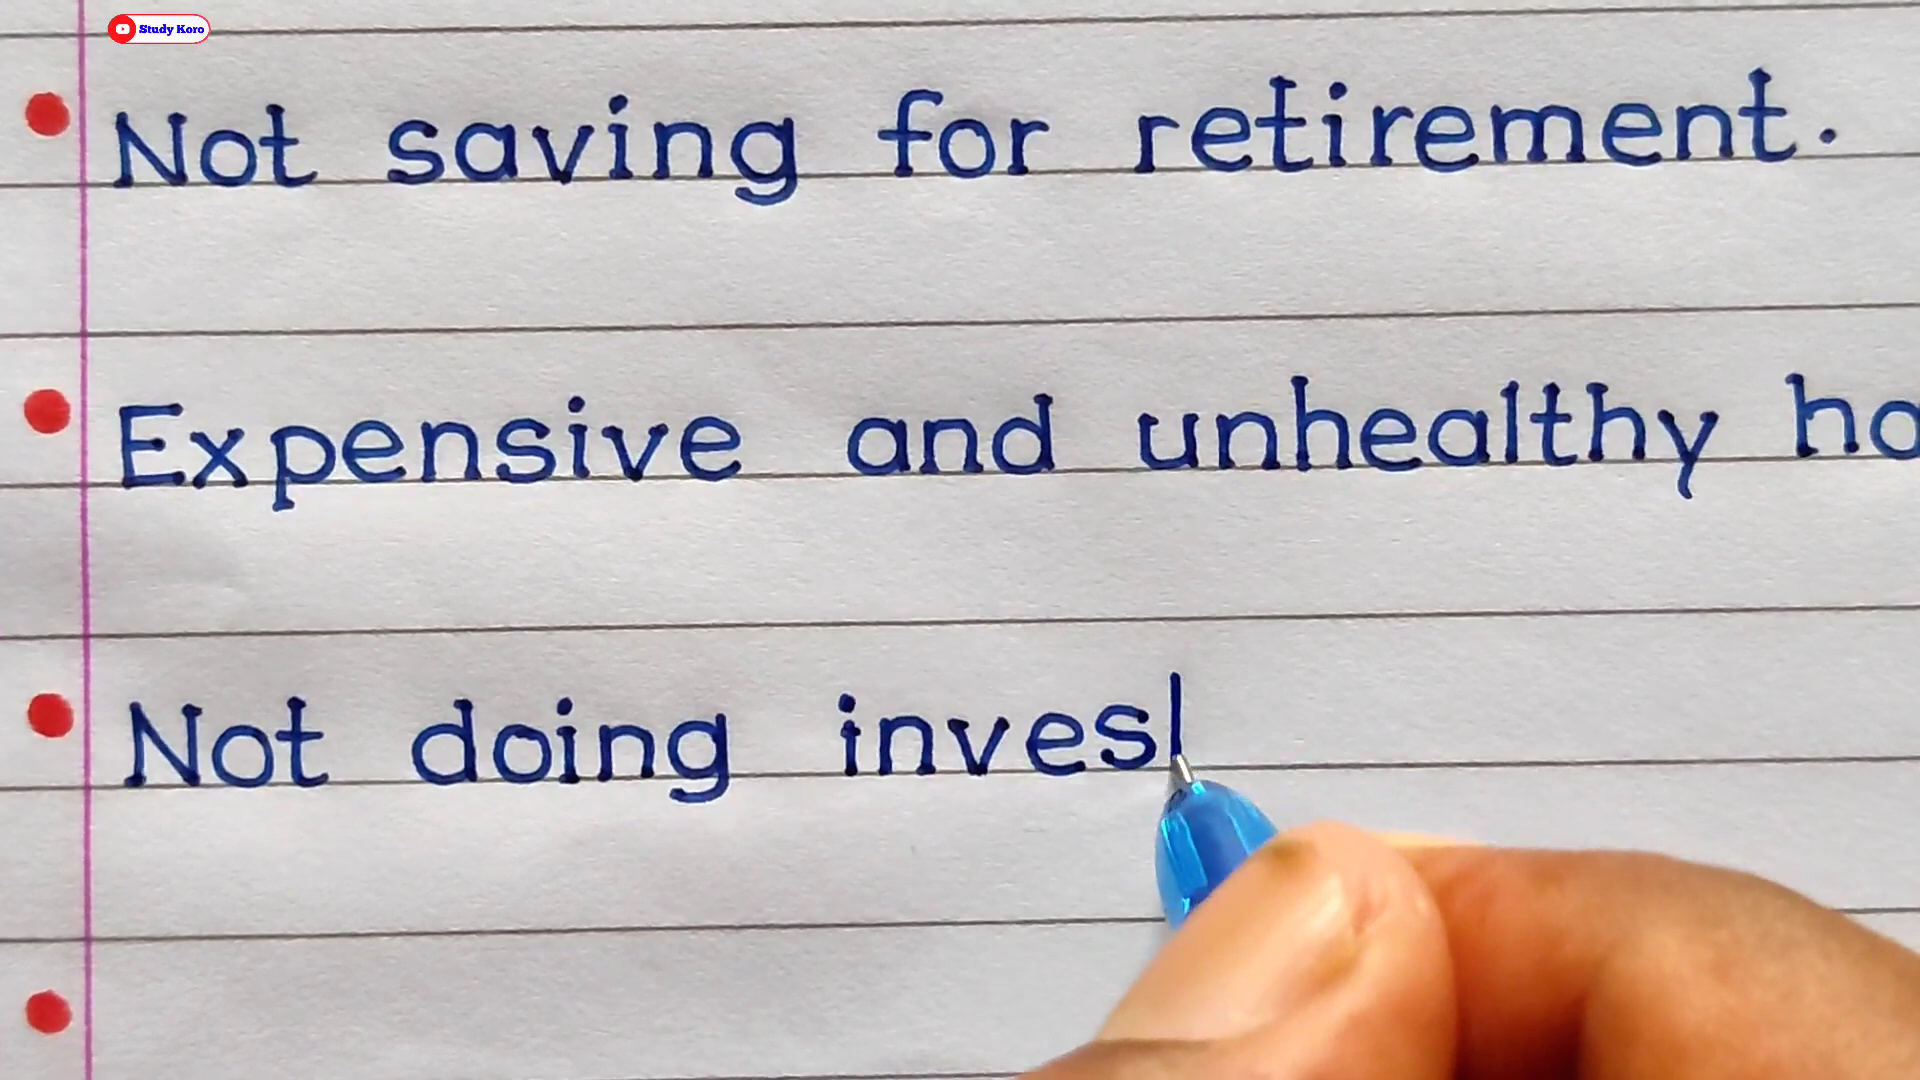 Study Koro
Not saving for retirement.
Expensive and unhealthy
Not doing inves